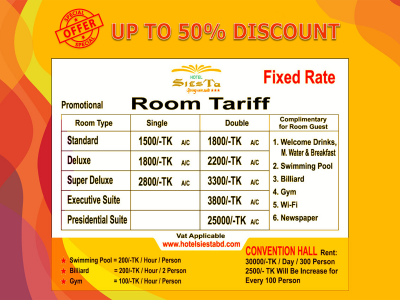 SPECIAL
OFFER
SPECIAL
UP TO 50% DISCOUNT
HOTEL
SIESTA
Fixed Rate
Promotional Room Tariff
Room Type Single Double Complimentary for Room Guest
Standard 1500/-TK A/C 1800/-TK A/C
Deluxe 1800/-TK A/C 2200/-TK A/C
Super Deluxe 2800/-TK A/C 3300/-TK A/C
Executive Suite 3800/-TK A/C
Presidential Suite 25000/-TK A/C
1. Welcome Drinks,
M. Water & Breakfast
2. Swimming Pool
3. Billiard
4. Gym
5. Wi-Fi
6. Newspaper
Vat Applicable
www.hotelsiestabd.com
★ Swimming Pool = 200/-TK / Hour / Person
★ Billiard = 200/-TK / Hour / 2 Person
★ Gym = 100/-TK / Hour / Person
CONVENTION HALL Rent:
30000/-TK / Day / 300 Person
2500/- TK Will Be Increase for
Every 100 Person